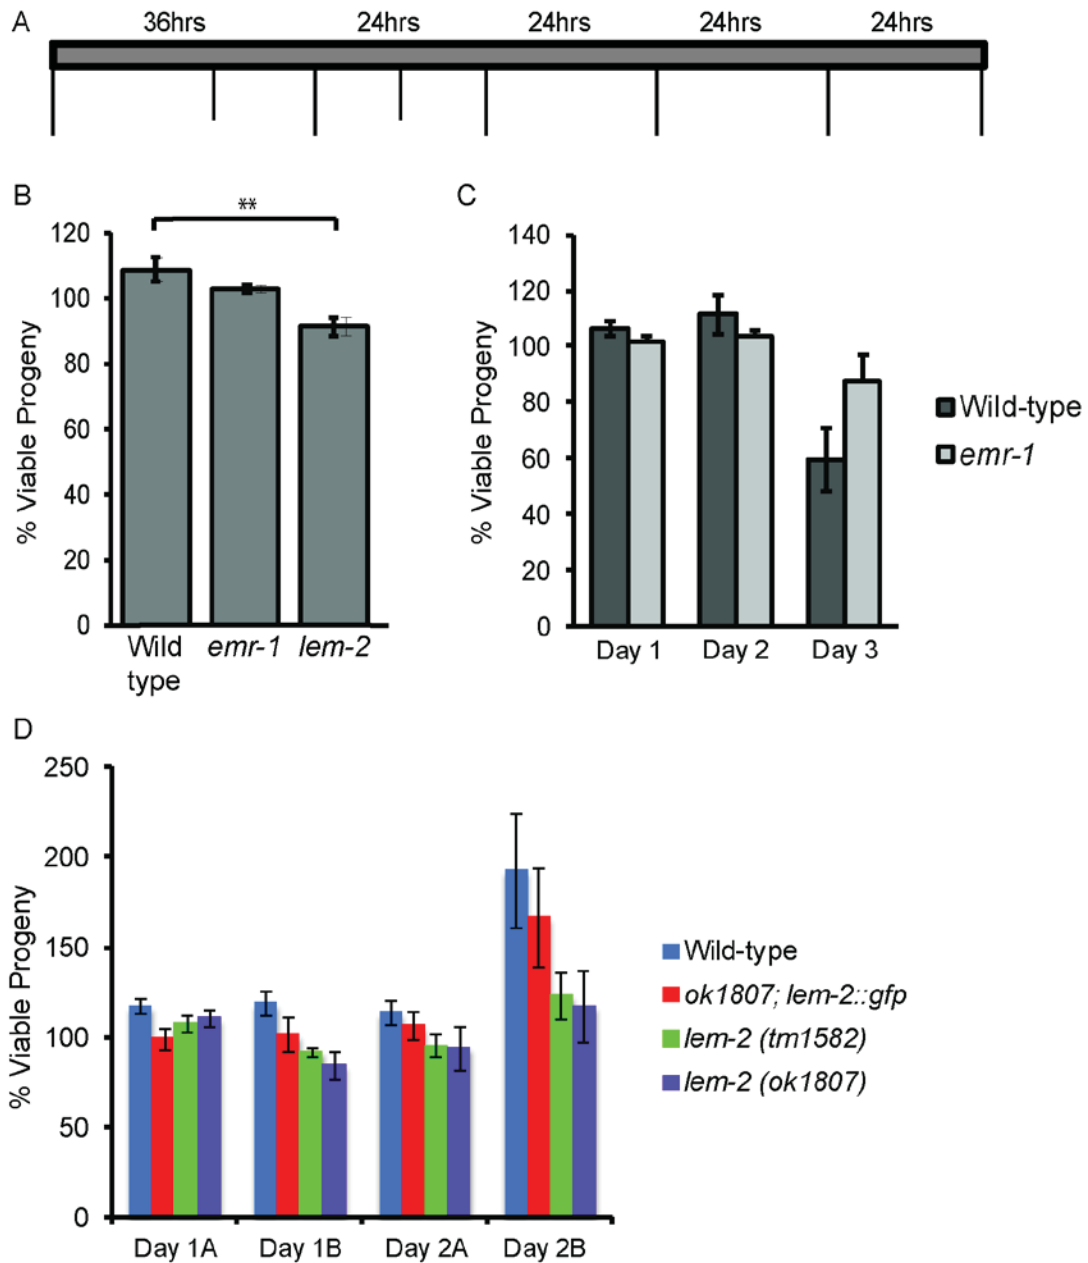 A
36hrs 24hrs 24hrs 24hrs 24hrs
B
**
% Viable Progeny
120
100
80
60
40
20
0
Wild type
emr-1
lem-2
C
% Viable Progeny
140
120
100
80
60
40
20
0
Day 1 Day 2 Day 3
Wild-type
emr-1
D
% Viable Progeny
250
200
150
100
50
0
Day 1A Day 1B Day 2A Day 2B
Wild-type
ok1807; lem-2::gfp
lem-2 (tm1582)
lem-2 (ok1807)